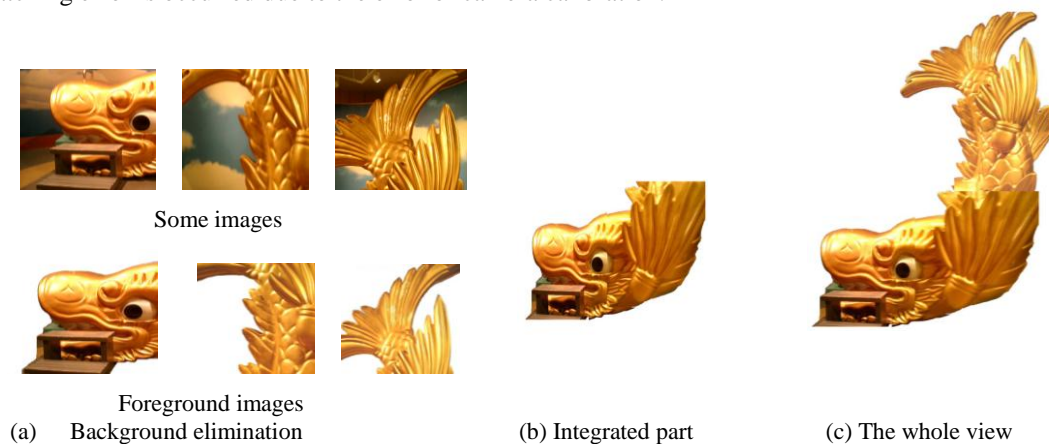 Some images
Foreground images
(a) Background elimination
(b) Integrated part
(c) The whole view